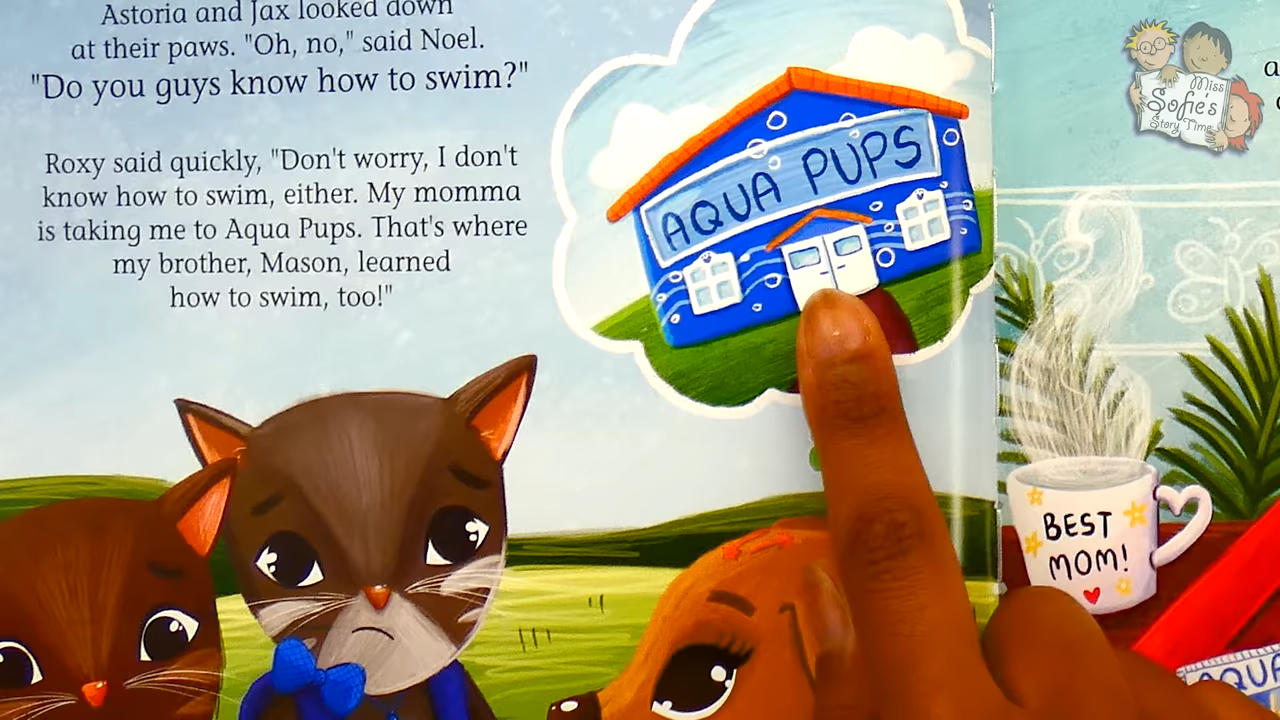 Astoria and Jax looked down
at their paws. "Oh, no," said Noel.
"Do you guys know how to swim?"
Roxy said quickly, "Don't worry, I don't
know how to swim, either. My momma
is taking me to Aqua Pups. That's where
my brother, Mason, learned
how to swim, too!"
AQUA PUPS
Miss
Sofie's
Story Time
BEST
MOM!
AQUA